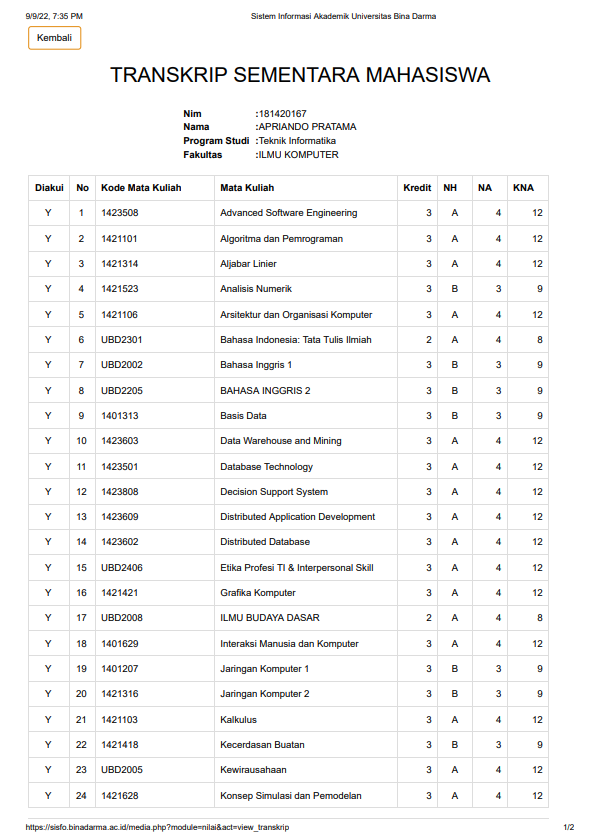 9/9/22, 7:35 PM Sistem Informasi Akademik Universitas Bina Darma
Kembali
TRANSKRIP SEMENTARA MAHASISWA
Nim :181420167
Nama :APRIANDO PRATAMA
Program Studi :Teknik Informatika
Fakultas :ILMU KOMPUTER
Diakui No Kode Mata Kuliah Mata Kuliah Kredit NH NA KNA
Y 1 1423508 Advanced Software Engineering 3 A 4 12
Y 2 1421101 Algoritma dan Pemrograman 3 A 4 12
Y 3 1421314 Aljabar Linier 3 A 4 12
Y 4 1421523 Analisis Numerik 3 B 3 9
Y 5 1421106 Arsitektur dan Organisasi Komputer 3 A 4 12
Y 6 UBD2301 Bahasa Indonesia: Tata Tulis Ilmiah 2 A 4 8
Y 7 UBD2002 Bahasa Inggris 1 3 B 3 9
Y 8 UBD2205 BAHASA INGGRIS 2 3 B 3 9
Y 9 1401313 Basis Data 3 B 3 9
Y 10 1423603 Data Warehouse and Mining 3 A 4 12
Y 11 1423501 Database Technology 3 A 4 12
Y 12 1423808 Decision Support System 3 A 4 12
Y 13 1423609 Distributed Application Development 3 A 4 12
Y 14 1423602 Distributed Database 3 A 4 12
Y 15 UBD2406 Etika Profesi TI & Interpersonal Skill 3 A 4 12
Y 16 1421421 Grafika Komputer 3 A 4 12
Y 17 UBD2008 ILMU BUDAYA DASAR 2 A 4 8
Y 18 1401629 Interaksi Manusia dan Komputer 3 A 4 12
Y 19 1401207 Jaringan Komputer 1 3 B 3 9
Y 20 1421316 Jaringan Komputer 2 3 B 3 9
Y 21 1421103 Kalkulus 3 A 4 12
Y 22 1421418 Kecerdasan Buatan 3 B 3 9
Y 23 UBD2005 Kewirausahaan 3 A 4 12
Y 24 1421628 Konsep Simulasi dan Pemodelan 3 A 4 12
https://sisfo.binadarma.ac.id/media.php?module=nilai&act=view_transkrip 1/2